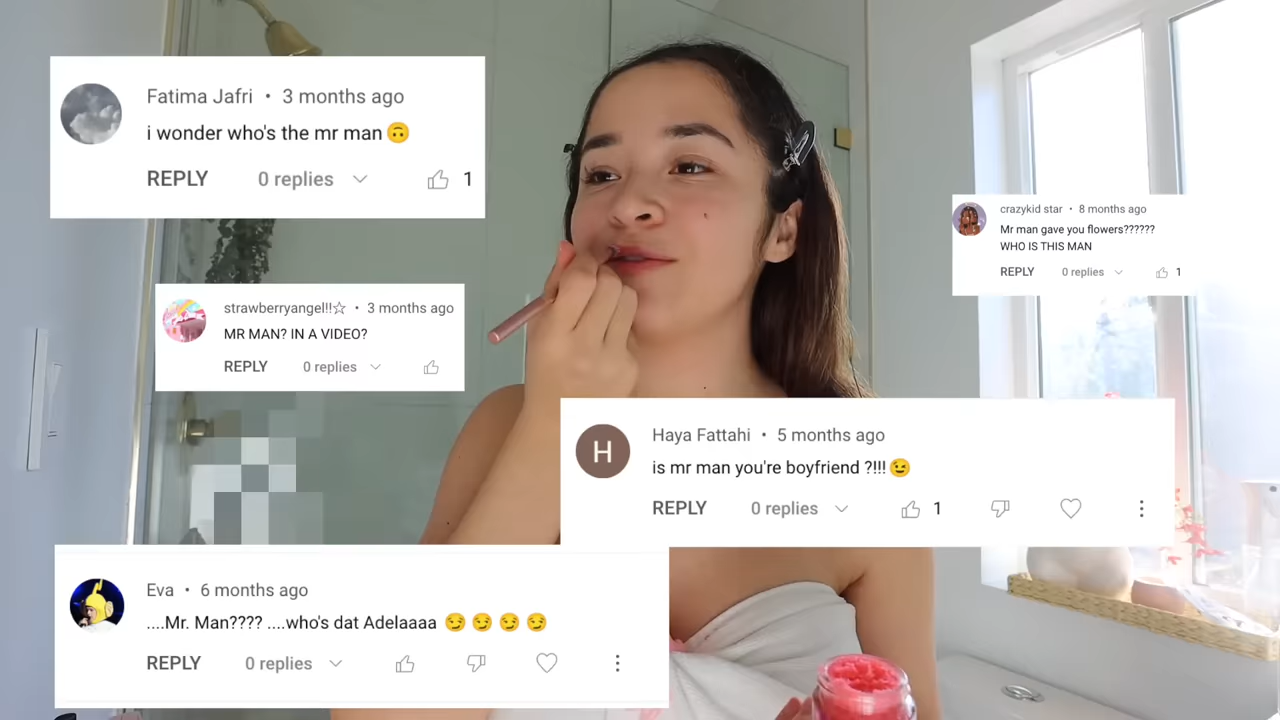 Fatima Jafri • 3 months ago
i wonder who's the mr man🙃
REPLY 0 replies 1
crazykid star • 8 months ago
Mr man gave you flowers??????
WHO IS THIS MAN
REPLY 0 replies 1
strawberryangel!!☆ • 3 months ago
MR MAN? IN A VIDEO?
REPLY 0 replies
H
Haya Fattahi • 5 months ago
is mr man you're boyfriend ?!!!😉
REPLY 0 replies 1
Eva • 6 months ago
....Mr. Man???? ....who's dat Adelaaaa 😏😏😏😏
REPLY 0 replies